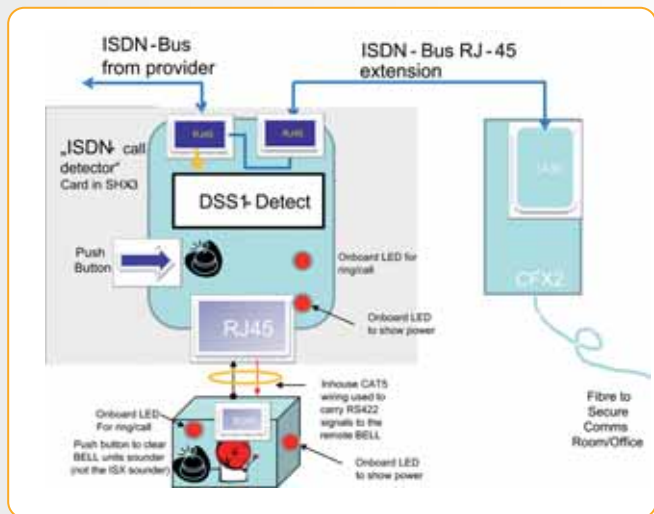 ISDN-Bus
from provider
ISDN - Bus RJ - 45
extension
„ISDN- call
detector"
Card in SHX3
RJ45
RJ45
DSS1- Detect
Push
Button
Onboard LED for
ring/call
CFX2
RJ45
Onboard LED
to show power
Inhouse CAT5
wiring used to
carry RS422
signals to the
remote BELL
Fibre to
Secure
Comms
Room/Office
Onboard LED
For ring/call
Push button to clear
BELL units sounder
(not the ISX sounder)
Onboard LED
to show power